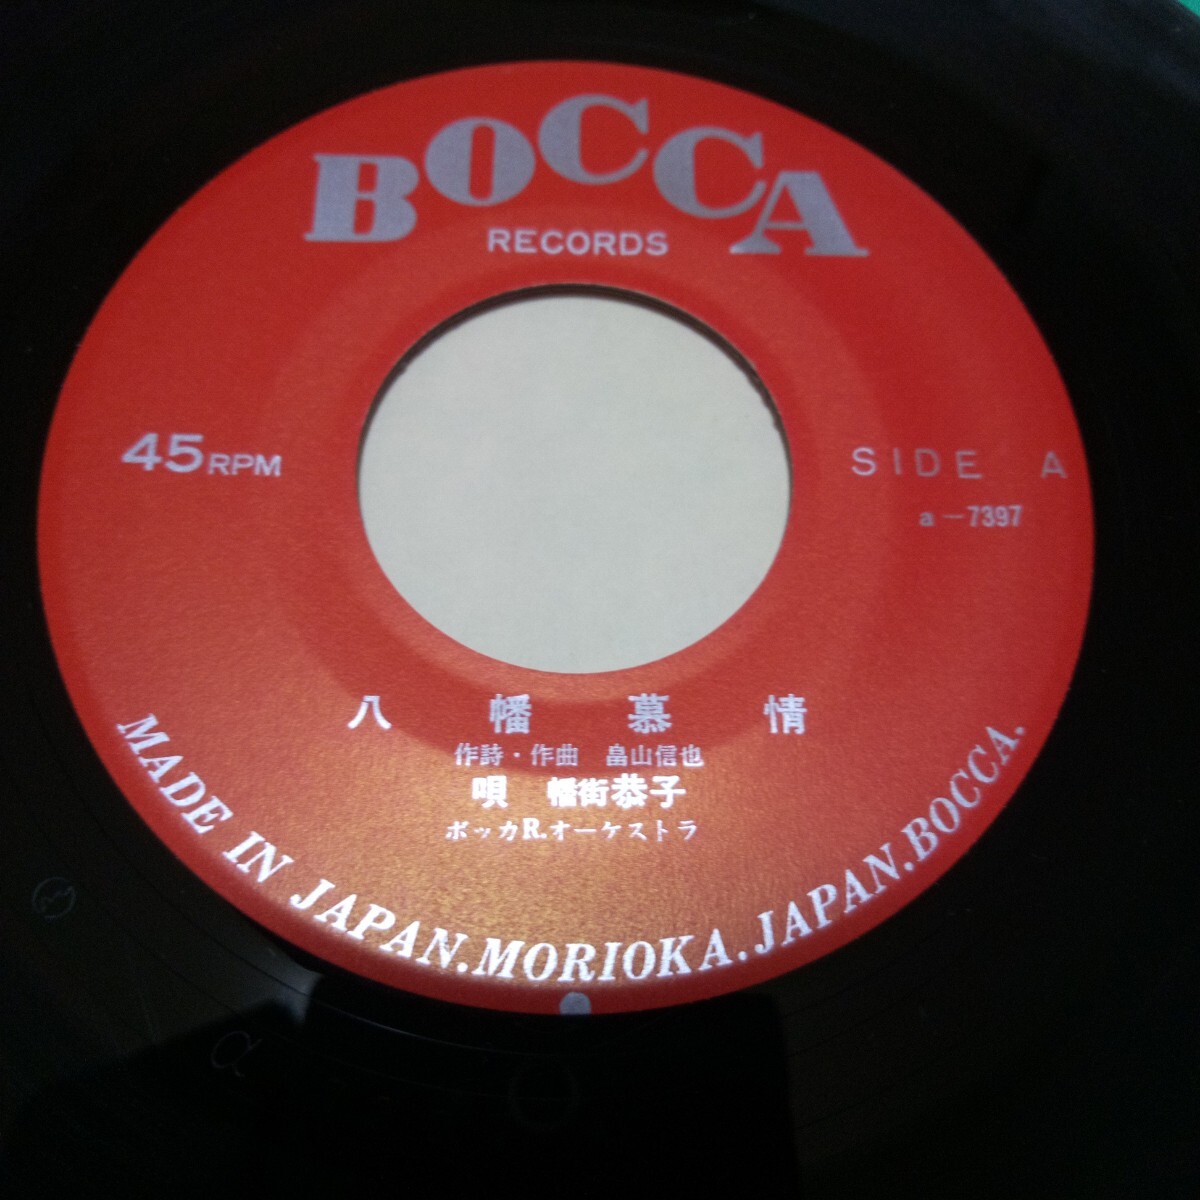 BOCCA
RECORDS
45RPM
SIDE A
a-7397
八幡慕情
作詩・作曲 畠山信也
唄 幡街恭子
ボッカR.オーケストラ
MADE IN JAPAN.MORIOKA.JAPAN.BOCCA.